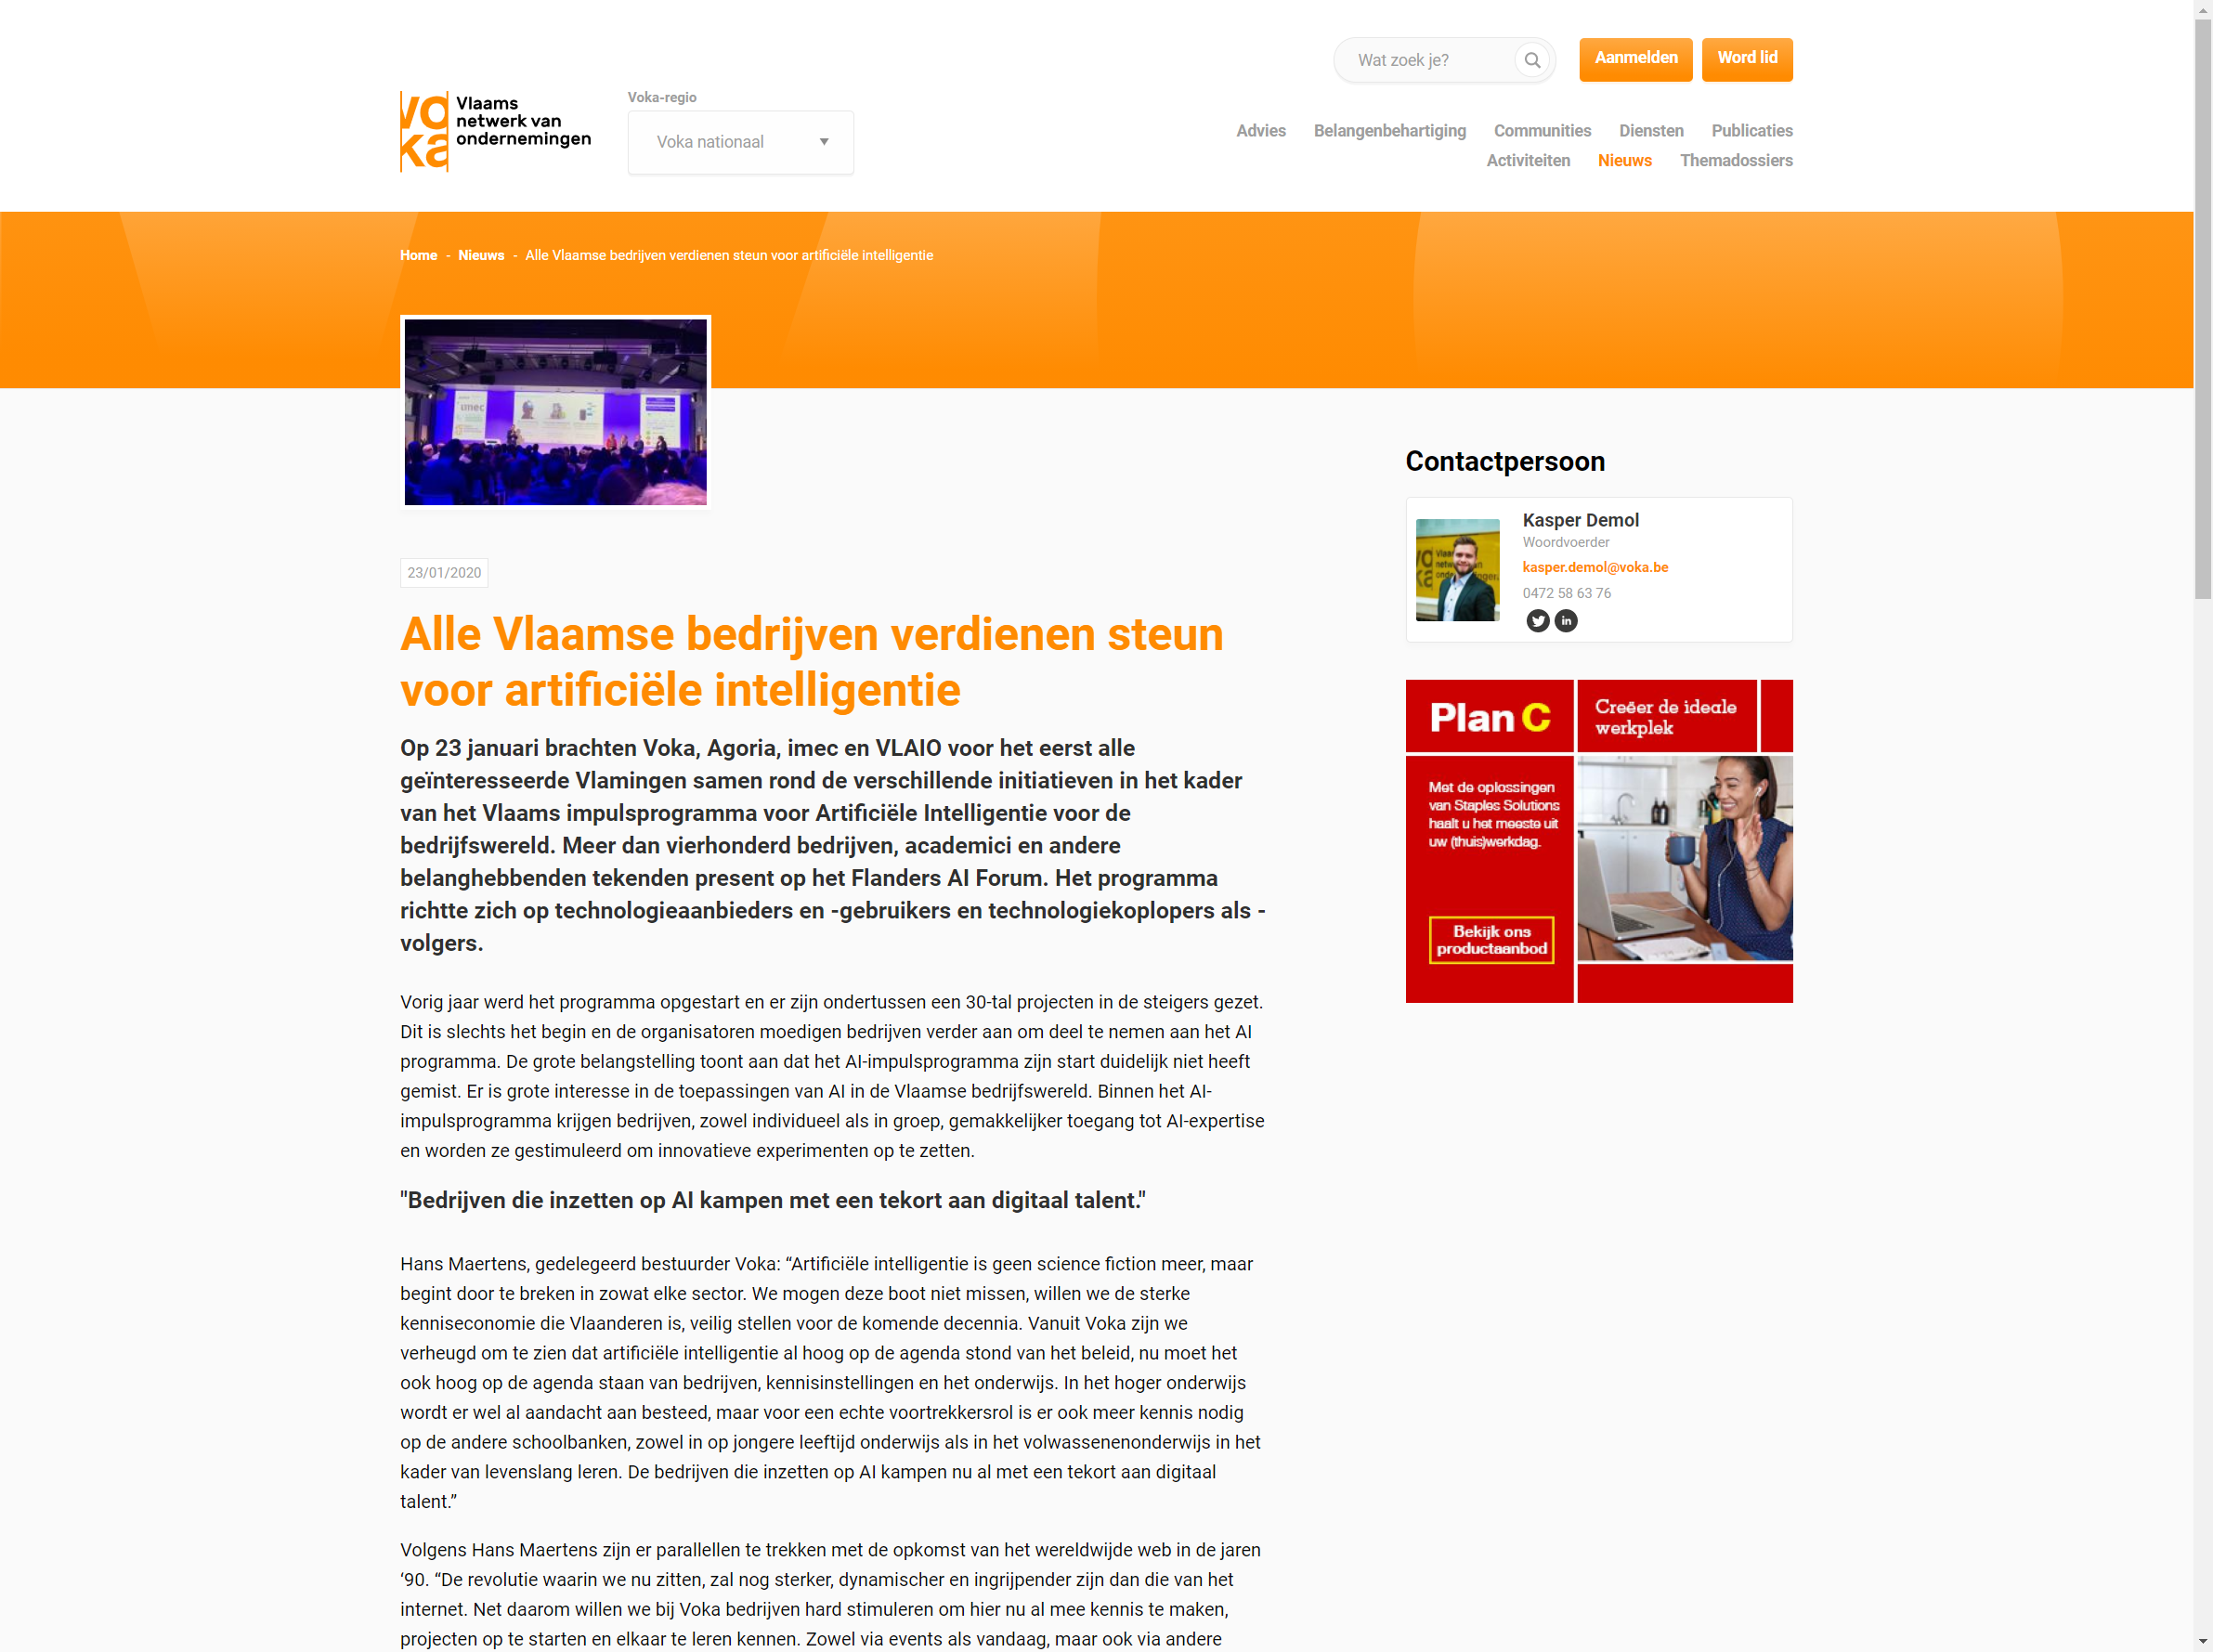 Wat zoek je?
Aanmelden
Word lid
vo
ka
Vlaams
netwerk van
ondernemingen
Voka-regio
Voka nationaal
Advies
Belangenbehartiging
Communities
Diensten
Publicaties
Activiteiten
Nieuws
Themadossiers
Home - Nieuws - Alle Vlaamse bedrijven verdienen steun voor artificiële intelligentie
23/01/2020
Alle Vlaamse bedrijven verdienen steun
voor artificiële intelligentie
Op 23 januari brachten Voka, Agoria, imec en VLAIO voor het eerst alle
geïnteresseerde Vlamingen samen rond de verschillende initiatieven in het kader
van het Vlaams impulsprogramma voor Artificiële Intelligentie voor de
bedrijfswereld. Meer dan vierhonderd bedrijven, academici en andere
belanghebbenden tekenden present op het Flanders AI Forum. Het programma
richtte zich op technologieaanbieders en -gebruikers en technologiekoplopers als -
volgers.
Vorig jaar werd het programma opgestart en er zijn ondertussen een 30-tal projecten in de steigers gezet.
Dit is slechts het begin en de organisatoren moedigen bedrijven verder aan om deel te nemen aan het AI
programma. De grote belangstelling toont aan dat het AI-impulsprogramma zijn start duidelijk niet heeft
gemist. Er is grote interesse in de toepassingen van AI in de Vlaamse bedrijfswereld. Binnen het AI-
impulsprogramma krijgen bedrijven, zowel individueel als in groep, gemakkelijker toegang tot AI-expertise
en worden ze gestimuleerd om innovatieve experimenten op te zetten.
"Bedrijven die inzetten op AI kampen met een tekort aan digitaal talent."
Hans Maertens, gedelegeerd bestuurder Voka: “Artificiële intelligentie is geen science fiction meer, maar
begint door te breken in zowat elke sector. We mogen deze boot niet missen, willen we de sterke
kenniseconomie die Vlaanderen is, veilig stellen voor de komende decennia. Vanuit Voka zijn we
verheugd om te zien dat artificiële intelligentie al hoog op de agenda stond van het beleid, nu moet het
ook hoog op de agenda staan van bedrijven, kennisinstellingen en het onderwijs. In het hoger onderwijs
wordt er wel al aandacht aan besteed, maar voor een echte voortrekkersrol is er ook meer kennis nodig
op de andere schoolbanken, zowel in op jongere leeftijd onderwijs als in het volwassenenonderwijs in het
kader van levenslang leren. De bedrijven die inzetten op AI kampen nu al met een tekort aan digitaal
talent.”
Volgens Hans Maertens zijn er parallellen te trekken met de opkomst van het wereldwijde web in de jaren
‘90. “De revolutie waarin we nu zitten, zal nog sterker, dynamischer en ingrijpender zijn dan die van het
internet. Net daarom willen we bij Voka bedrijven hard stimuleren om hier nu al mee kennis te maken,
projecten op te starten en elkaar te leren kennen. Zowel via events als vandaag, maar ook via andere
Contactpersoon
Kasper Demol
Woordvoerder
kasper.demol@voka.be
0472 58 63 76
Plan C
Creëer de ideale
werkplek
Met de oplossingen
van Staples Solutions
haalt u het meeste uit
uw (thuis)werkdag.
Bekijk ons
productaanbod